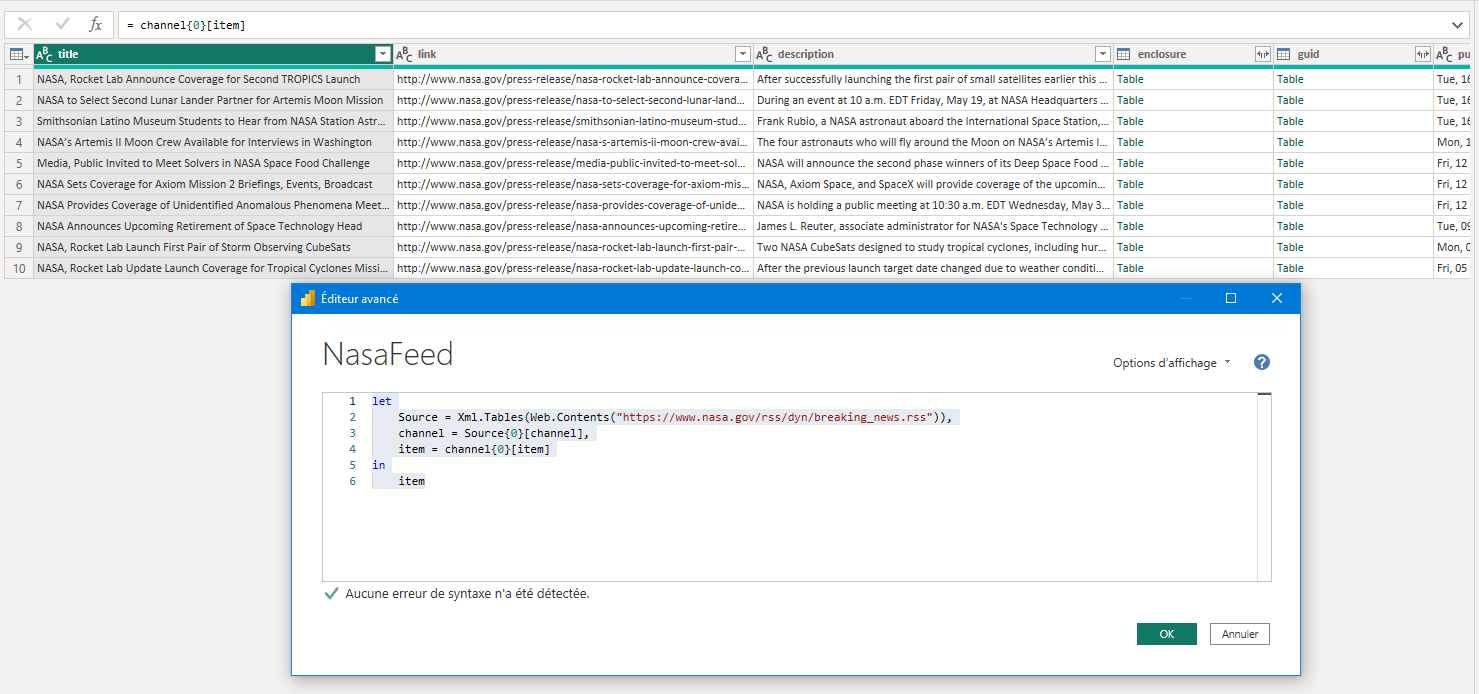 fx = channel{0}[item]
ABC title ABC link ABC description enclosure guid ABC pu
1 NASA, Rocket Lab Announce Coverage for Second TROPICS Launch http://www.nasa.gov/press-release/nasa-rocket-lab-announce-covera... After successfully launching the first pair of small satellites earlier this ... Table Table Tue, 16
2 NASA to Select Second Lunar Lander Partner for Artemis Moon Mission http://www.nasa.gov/press-release/nasa-to-select-second-lunar-land... During an event at 10 a.m. EDT Friday, May 19, at NASA Headquarters ... Table Table Tue, 16
3 Smithsonian Latino Museum Students to Hear from NASA Station Astr... http://www.nasa.gov/press-release/smithsonian-latino-museum-stud... Frank Rubio, a NASA astronaut aboard the International Space Station,... Table Table Tue, 16
4 NASA’s Artemis II Moon Crew Available for Interviews in Washington http://www.nasa.gov/press-release/nasa-s-artemis-ii-moon-crew-avai... The four astronauts who will fly around the Moon on NASA’s Artemis I... Table Table Mon, 1
5 Media, Public Invited to Meet Solvers in NASA Space Food Challenge http://www.nasa.gov/press-release/media-public-invited-to-meet-sol... NASA will announce the second phase winners of its Deep Space Food ... Table Table Fri, 12
6 NASA Sets Coverage for Axiom Mission 2 Briefings, Events, Broadcast http://www.nasa.gov/press-release/nasa-sets-coverage-for-axiom-mis... NASA, Axiom Space, and SpaceX will provide coverage of the upcomin... Table Table Fri, 12
7 NASA Provides Coverage of Unidentified Anomalous Phenomena Meet... http://www.nasa.gov/press-release/nasa-provides-coverage-of-unide... NASA is holding a public meeting at 10:30 a.m. EDT Wednesday, May 3... Table Table Fri, 12
8 NASA Announces Upcoming Retirement of Space Technology Head http://www.nasa.gov/press-release/nasa-announces-upcoming-retire... James L. Reuter, associate administrator for NASA's Space Technology ... Table Table Tue, 09
9 NASA, Rocket Lab Launch First Pair of Storm Observing CubeSats http://www.nasa.gov/press-release/nasa-rocket-lab-launch-first-pair-... Two NASA CubeSats designed to study tropical cyclones, including hur... Table Table Mon, 0
10 NASA, Rocket Lab Update Launch Coverage for Tropical Cyclones Missi... http://www.nasa.gov/press-release/nasa-rocket-lab-update-launch-co... After the previous launch target date changed due to weather conditi... Table Table Fri, 05
Éditeur avancé
NasaFeed
Options d’affichage ?
1 let
2 Source = Xml.Tables(Web.Contents("https://www.nasa.gov/rss/dyn/breaking_news.rss")),
3 channel = Source{0}[channel],
4 item = channel{0}[item]
5 in
6 item
Aucune erreur de syntaxe n'a été détectée.
OK Annuler